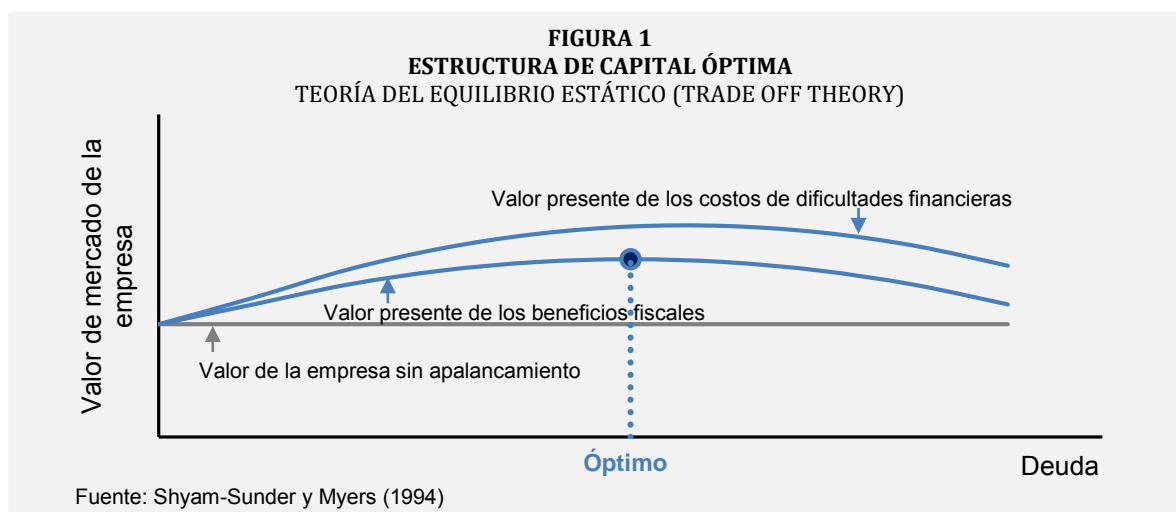 FIGURA 1
ESTRUCTURA DE CAPITAL ÓPTIMA
TEORÍA DEL EQUILIBRIO ESTÁTICO (TRADE OFF THEORY)
Valor de mercado de la
empresa
Valor presente de los costos de dificultades financieras
Valor presente de los beneficios fiscales
Valor de la empresa sin apalancamiento
Óptimo
Deuda
Fuente: Shyam-Sunder y Myers (1994)